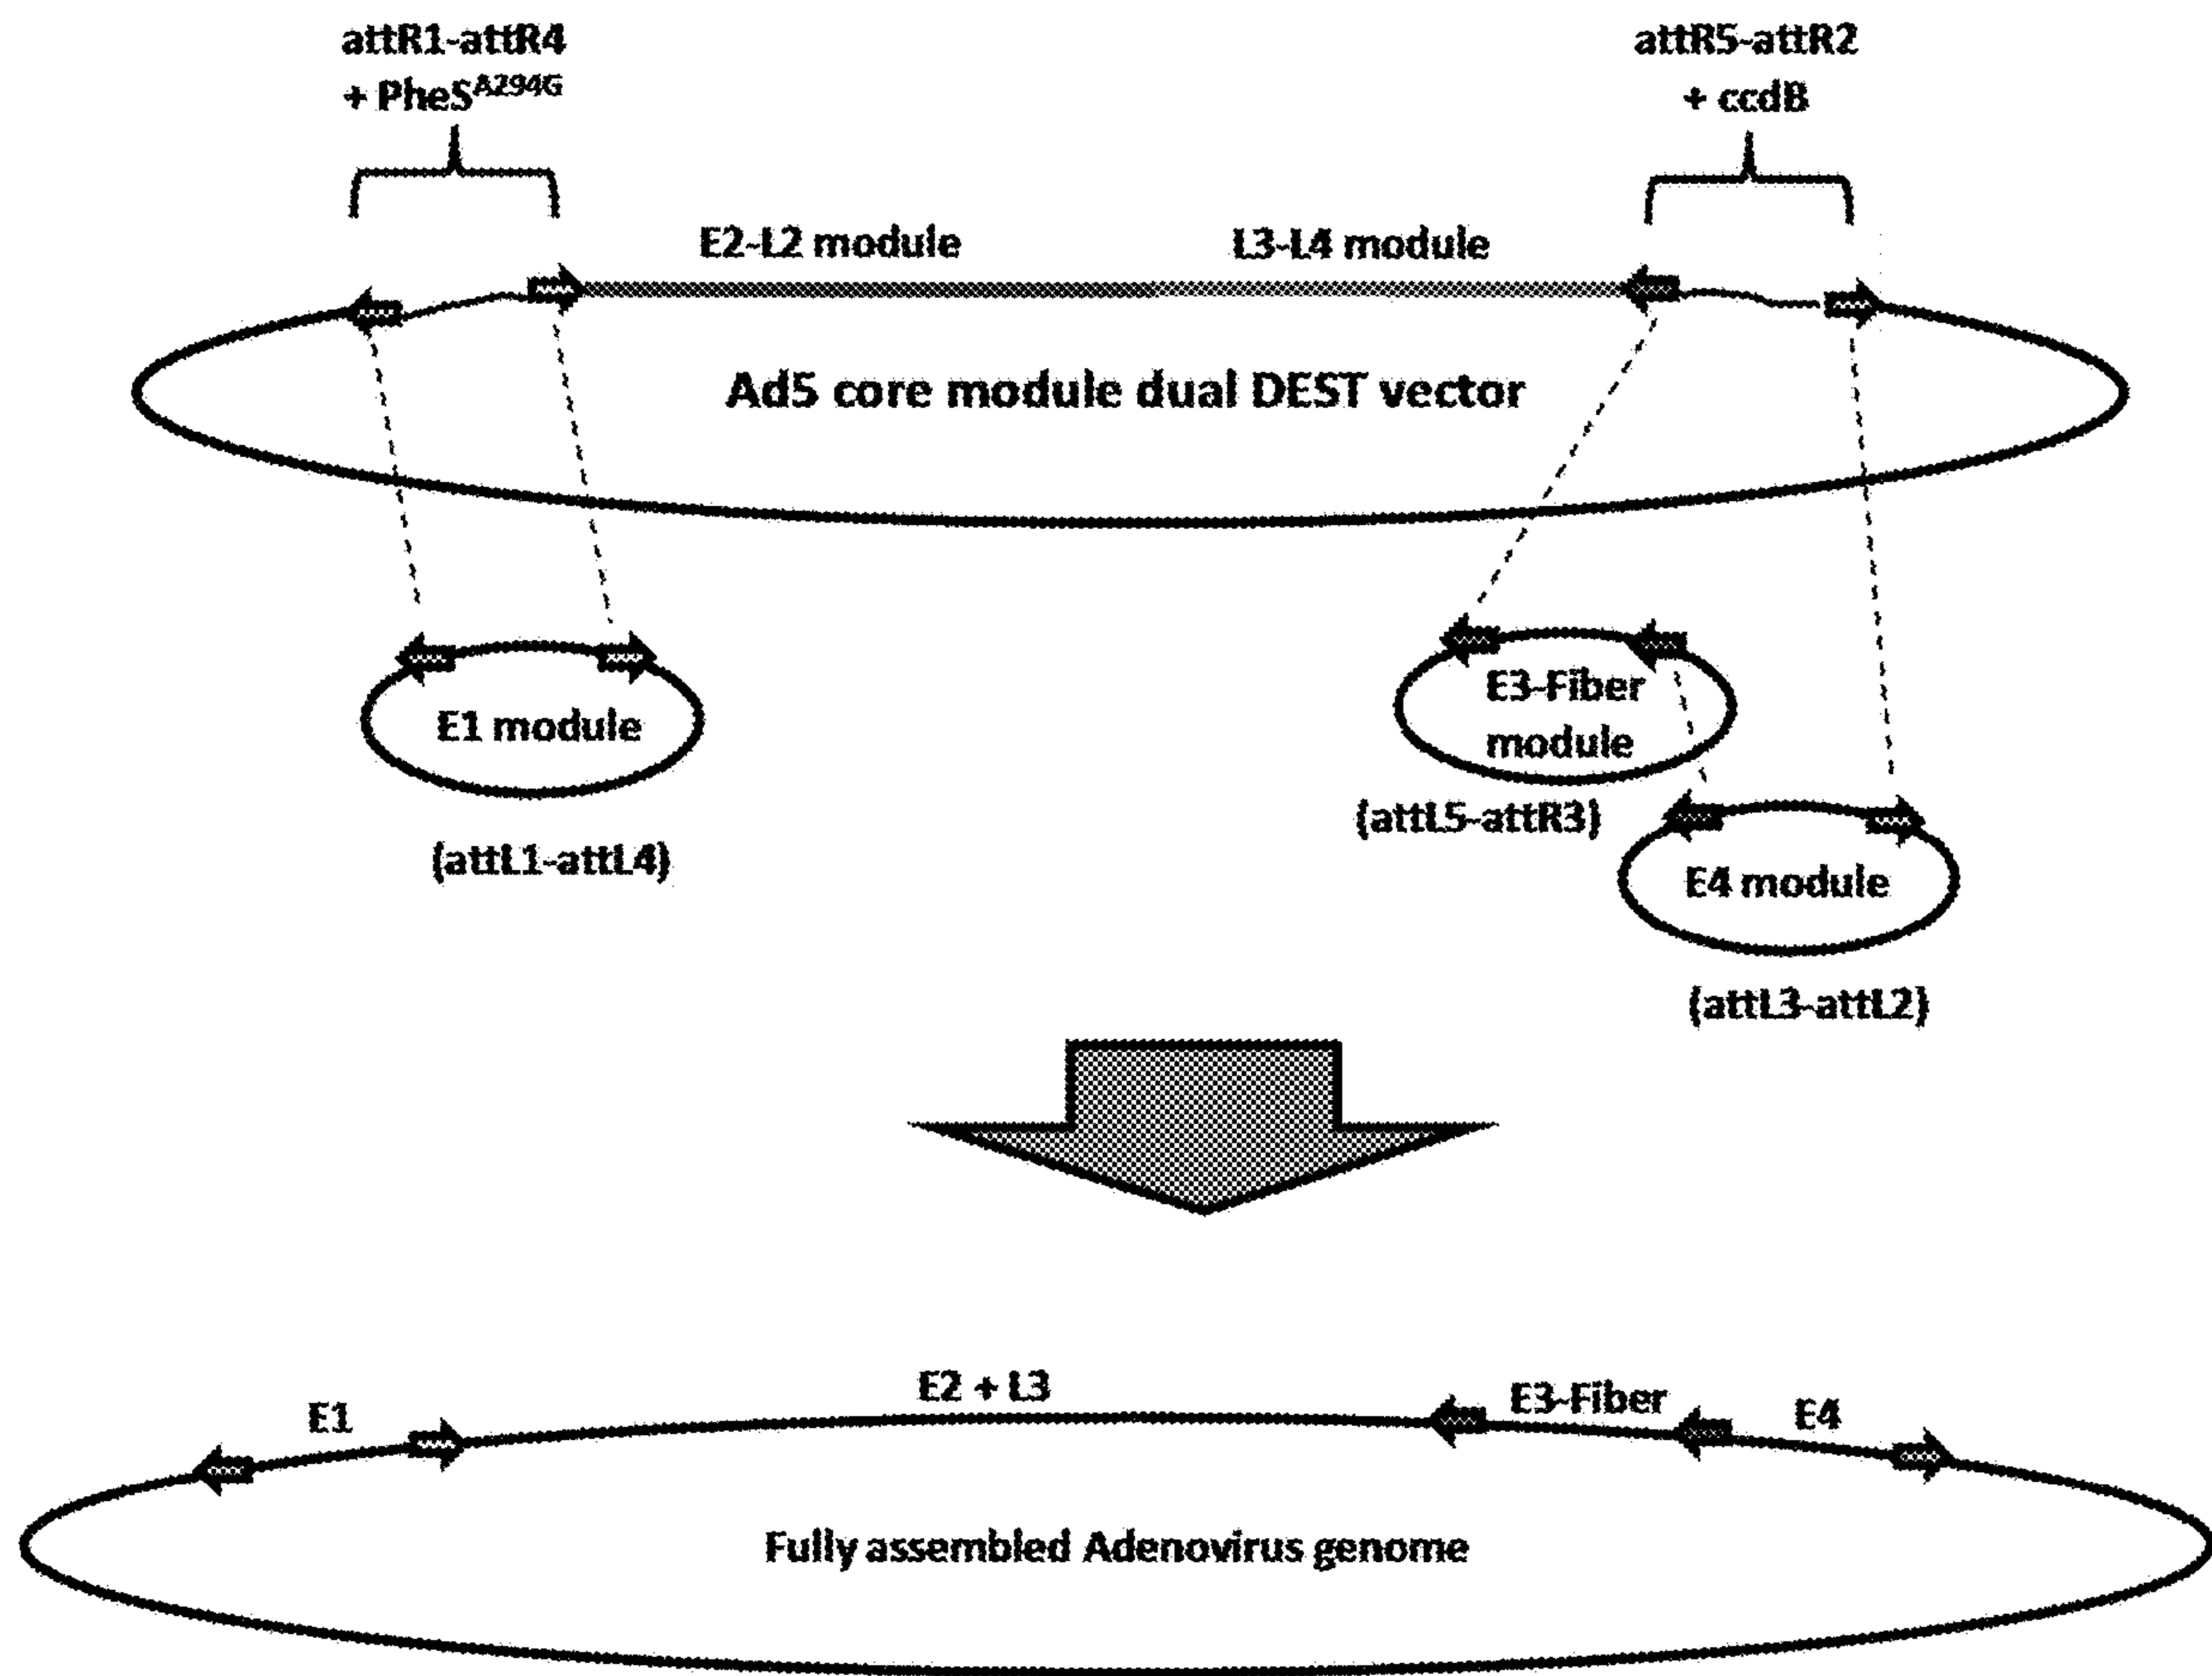 attR1-attR4
+ PheS^A294G
attR5-attR2
+ ccdB
E2-L2 module
L3-L4 module
Ad5 core module dual DEST vector
E1 module
(attL1-attL4)
E3-Fiber
module
(attL5-attR3)
E4 module
(attL3-attL2)
E1
E2 + L3
E3-Fiber
E4
Fully assembled Adenovirus genome